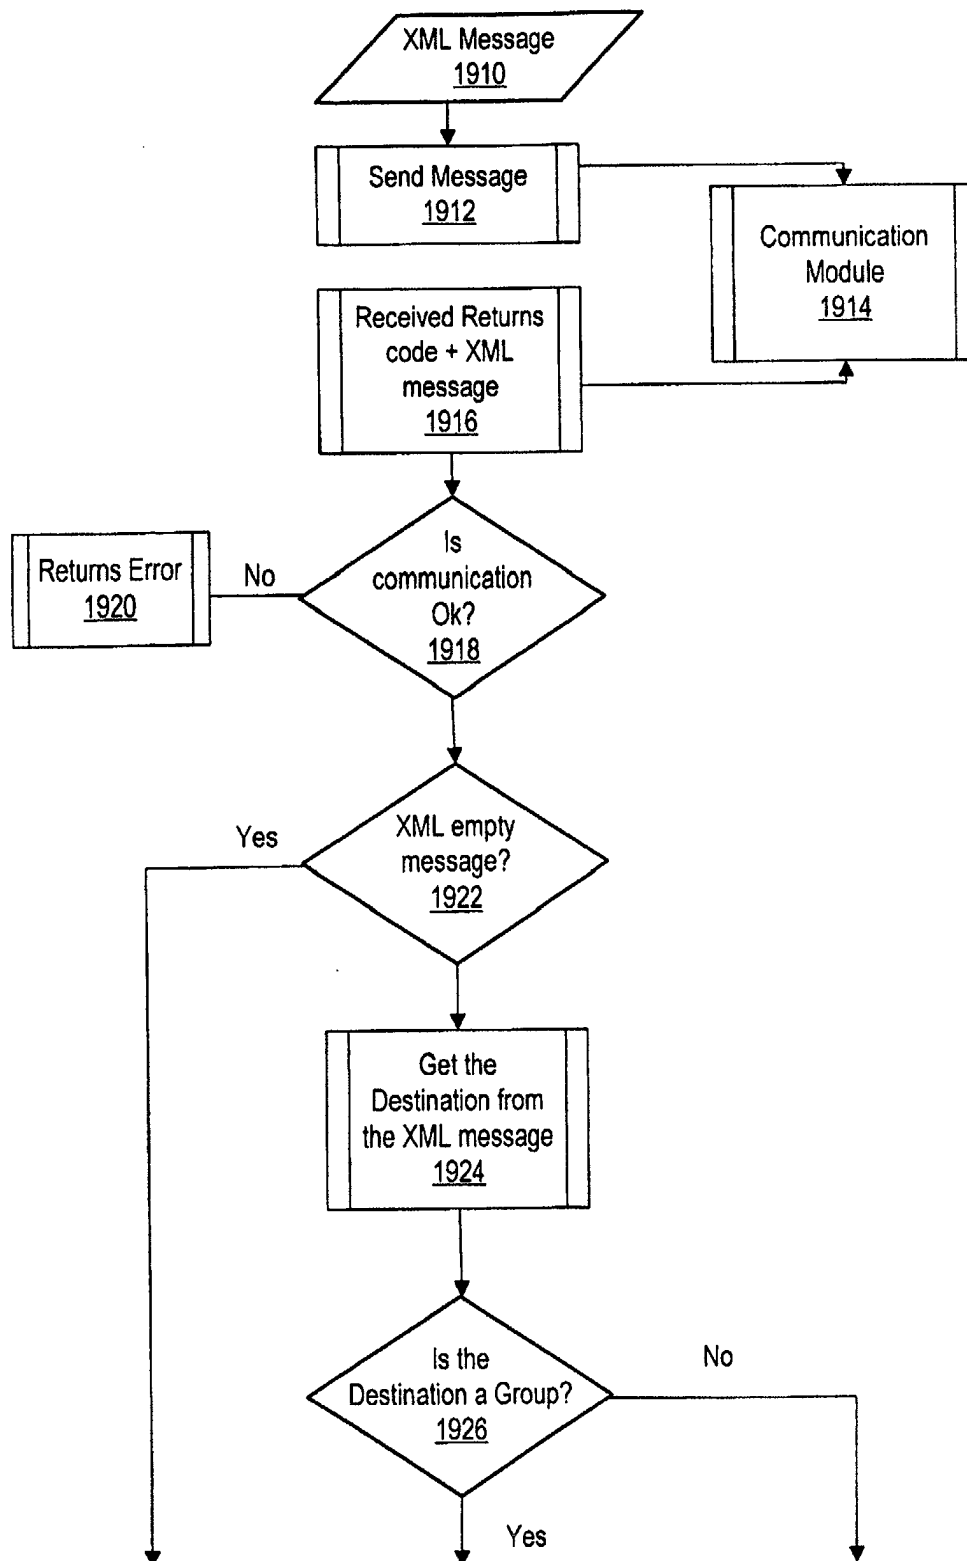 XML Message
1910
Send Message
1912
Communication
Module
1914
Received Returns
code + XML
message
1916
Is
communication
Ok?
1918
No
Returns Error
1920
XML empty
message?
1922
Yes
Get the
Destination from
the XML message
1924
Is the
Destination a Group?
1926
No
Yes